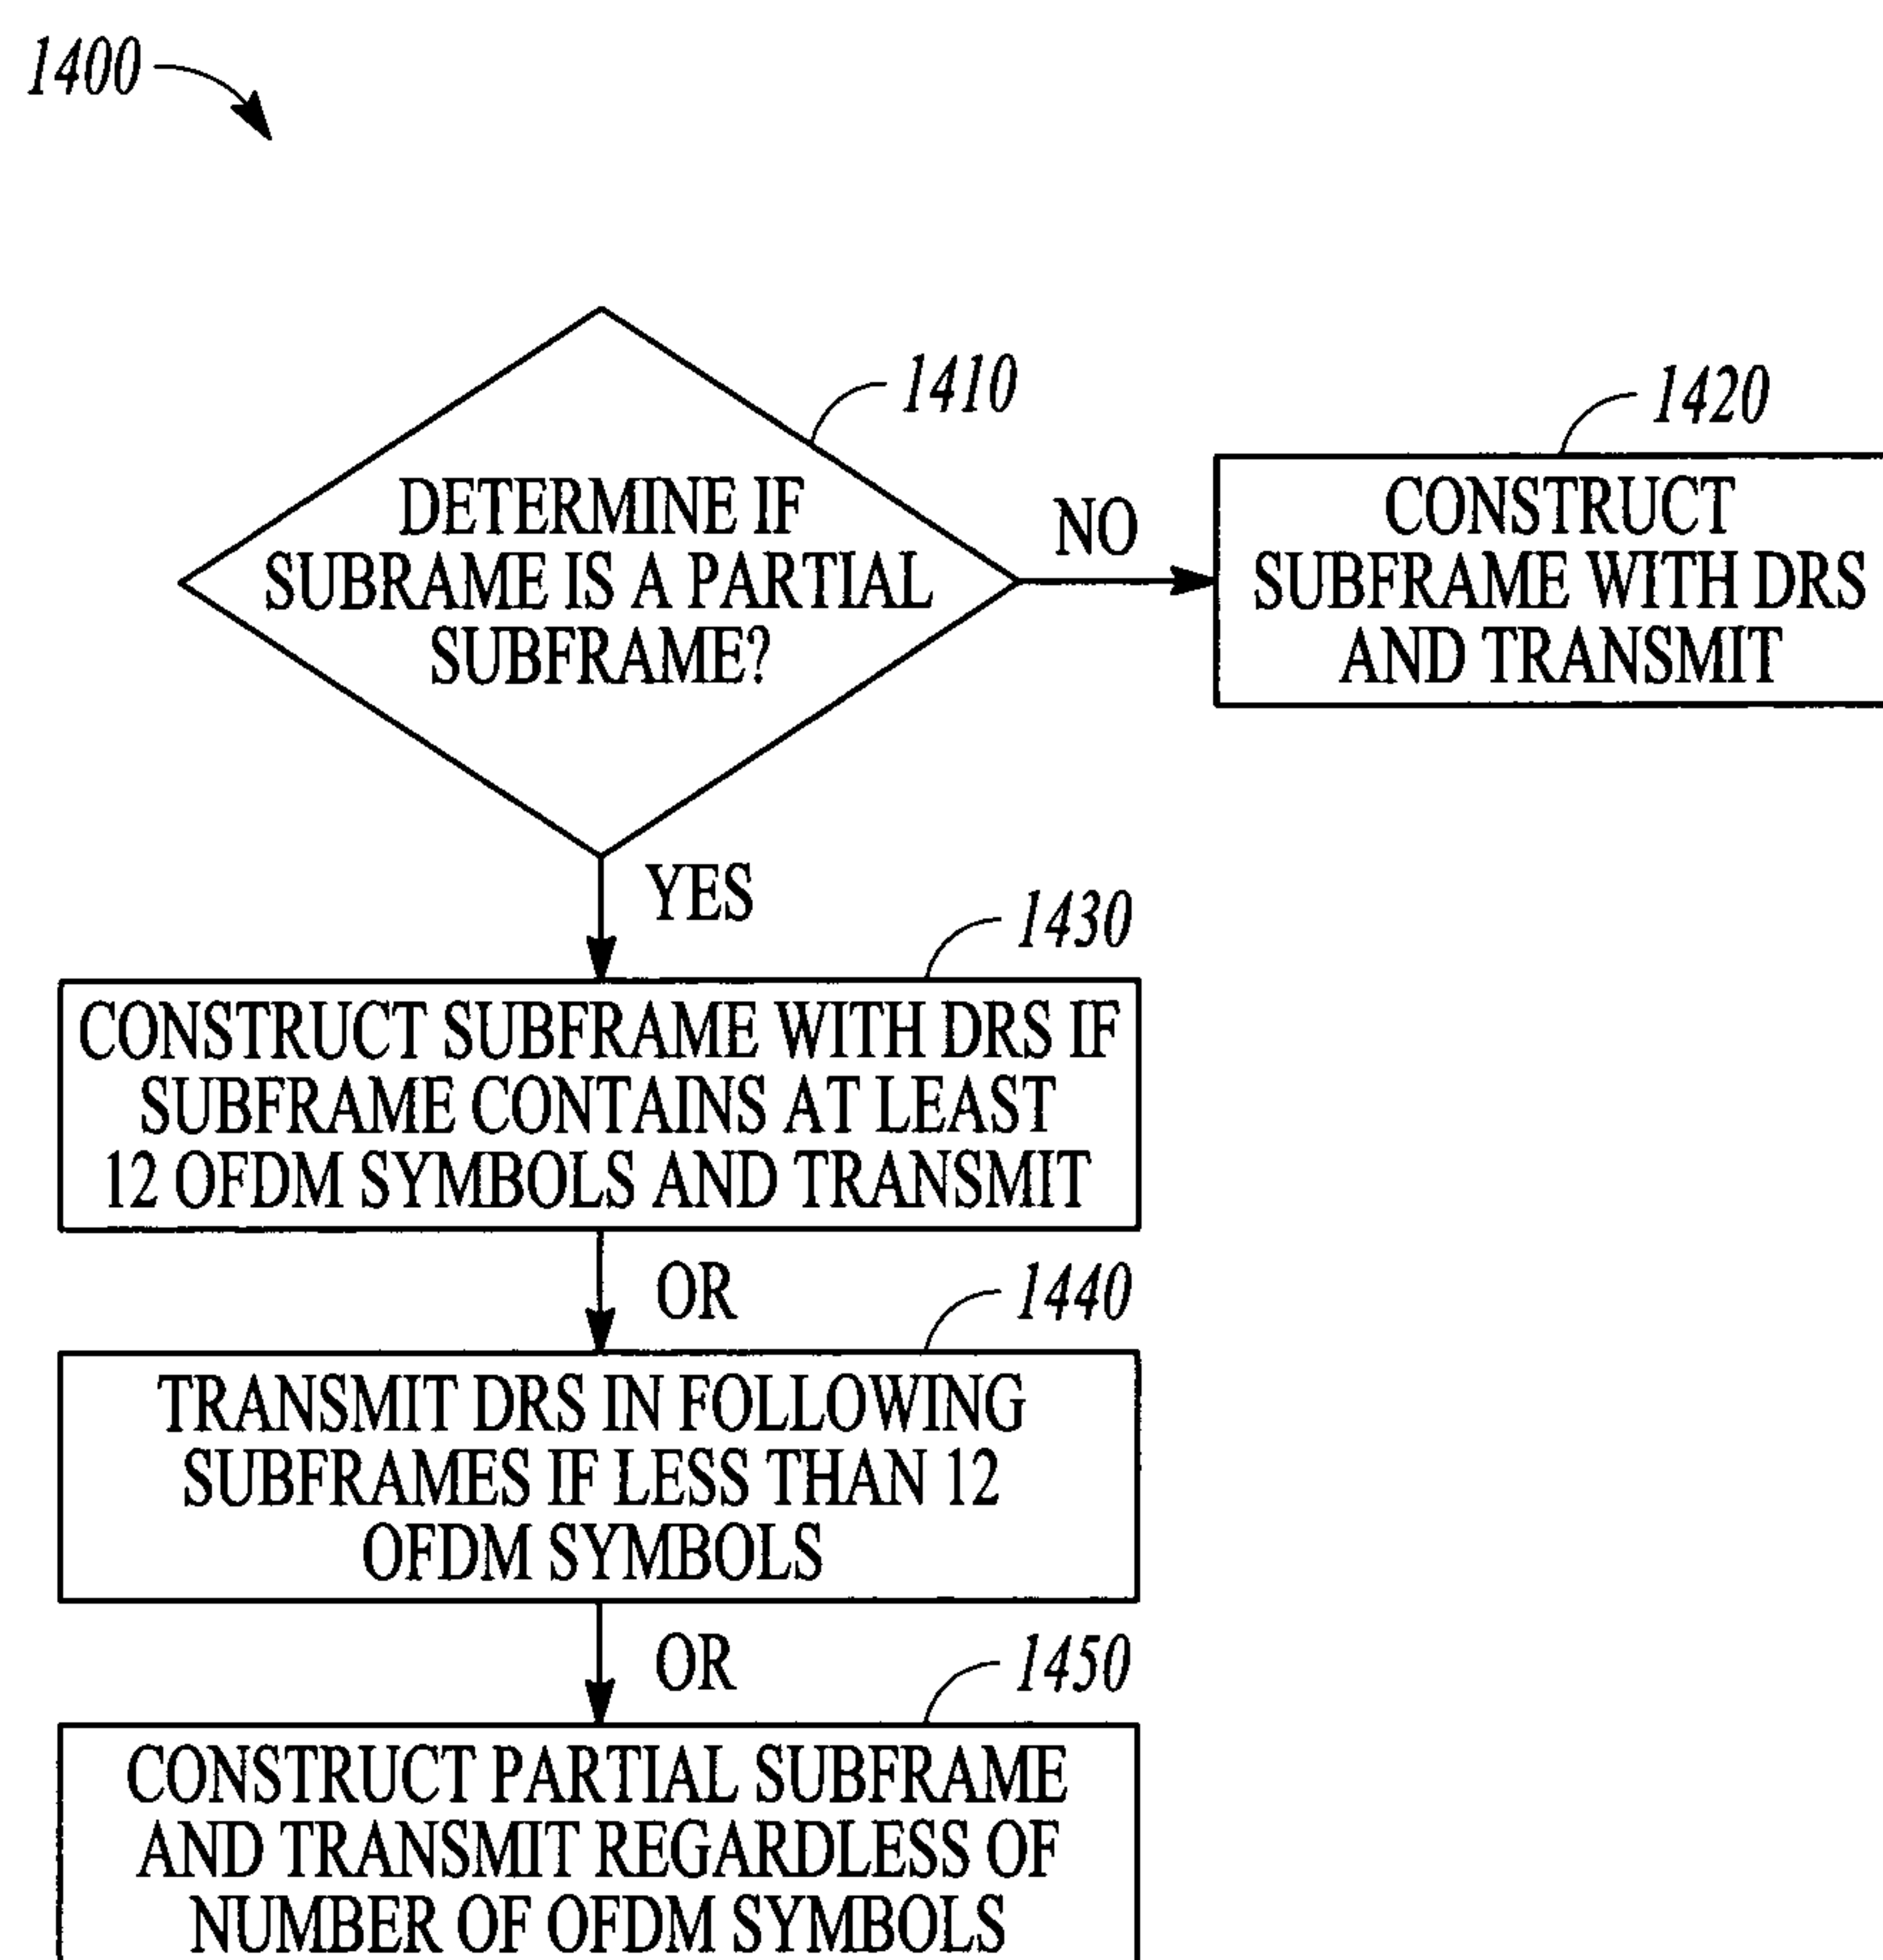 1400
1410
DETERMINE IF
SUBRAME IS A PARTIAL
SUBFRAME?
NO
1420
CONSTRUCT
SUBFRAME WITH DRS
AND TRANSMIT
YES
1430
CONSTRUCT SUBFRAME WITH DRS IF
SUBFRAME CONTAINS AT LEAST
12 OFDM SYMBOLS AND TRANSMIT
OR
1440
TRANSMIT DRS IN FOLLOWING
SUBFRAMES IF LESS THAN 12
OFDM SYMBOLS
OR
1450
CONSTRUCT PARTIAL SUBFRAME
AND TRANSMIT REGARDLESS OF
NUMBER OF OFDM SYMBOLS